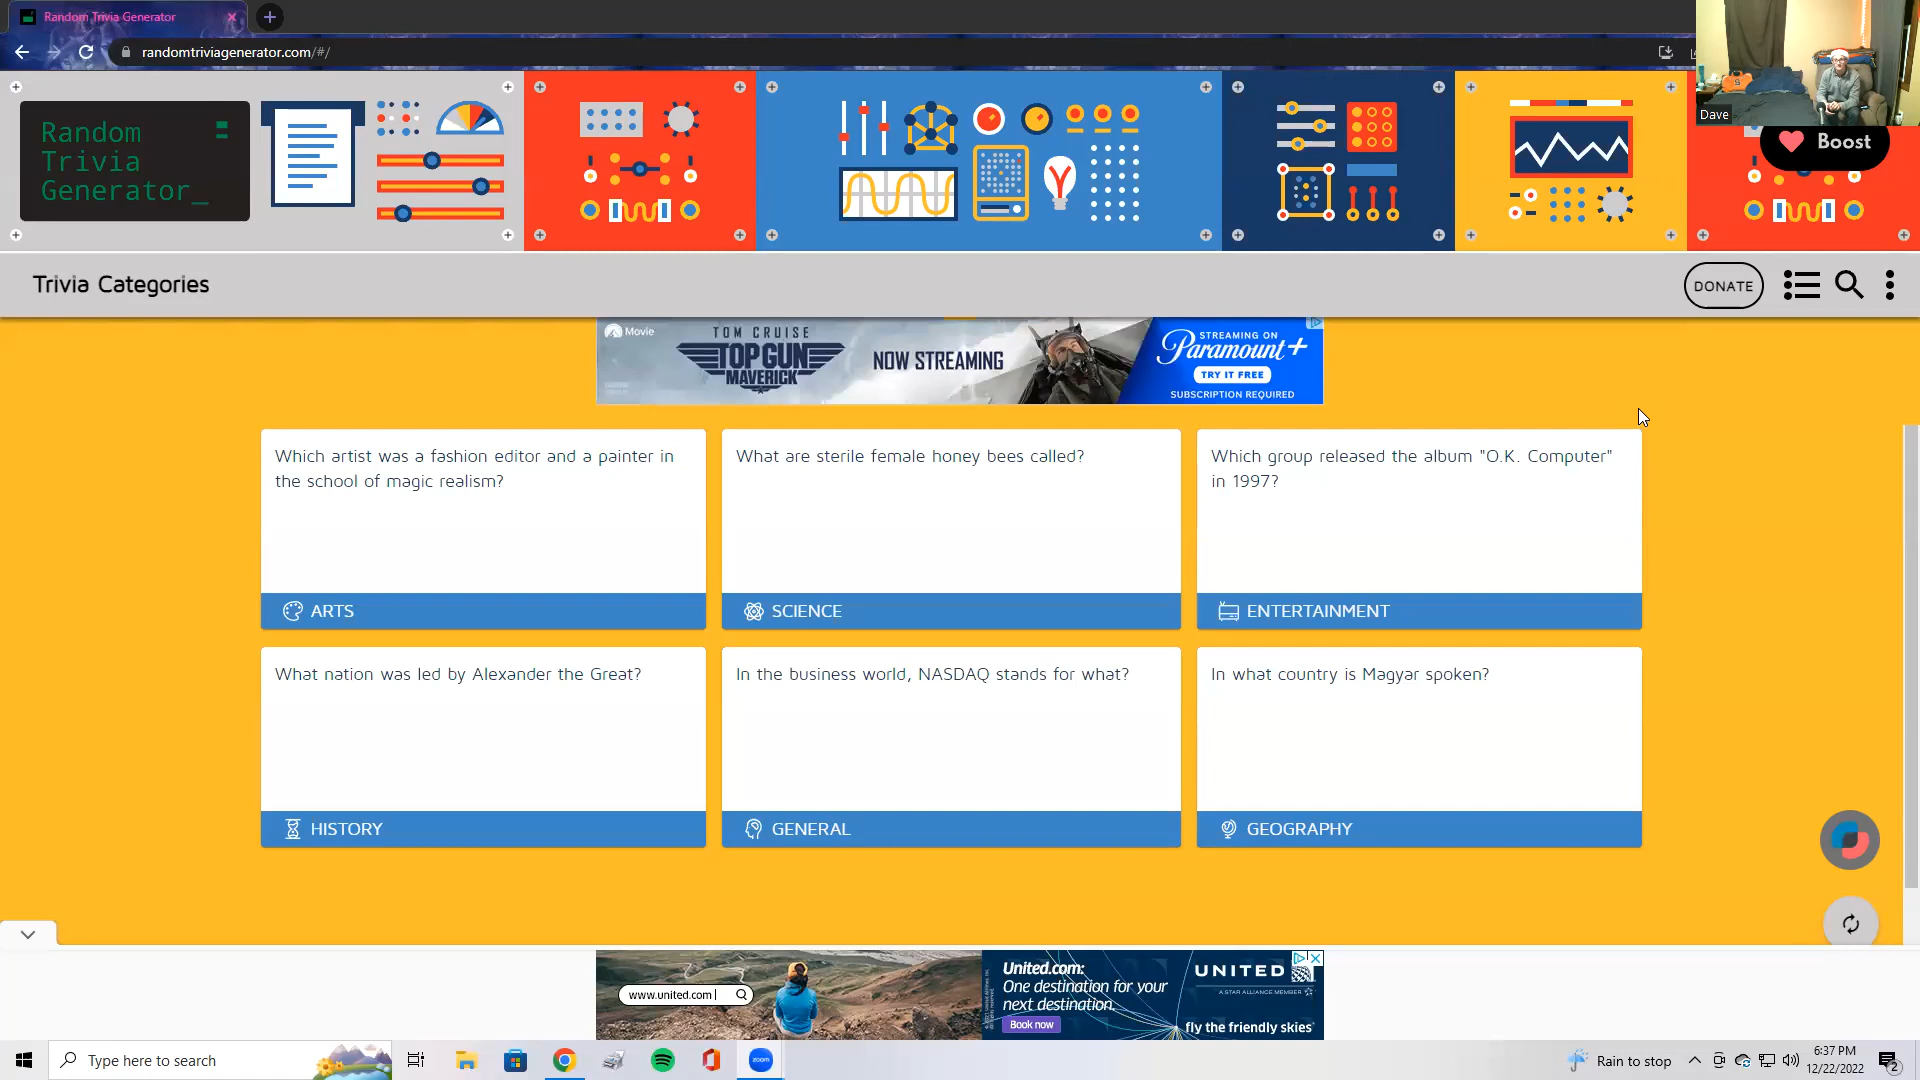 Random Trivia Generator
randomtriviagenerator.com/#/
Dave
Random
Trivia
Generator_
Boost
Trivia Categories
DONATE
Movie
TOM CRUISE
TOP GUN
MAVERICK
NOW STREAMING
STREAMING ON
Paramount+
TRY IT FREE
SUBSCRIPTION REQUIRED
Which artist was a fashion editor and a painter in
the school of magic realism?
ARTS
What are sterile female honey bees called?
SCIENCE
Which group released the album "O.K. Computer"
in 1997?
ENTERTAINMENT
What nation was led by Alexander the Great?
HISTORY
In the business world, NASDAQ stands for what?
GENERAL
In what country is Magyar spoken?
GEOGRAPHY
www.united.com
United.com:
One destination for your
next destination.
Book now
UNITED
A STAR ALLIANCE MEMBER
fly the friendly skies
Type here to search
zoom
Rain to stop
6:37 PM
12/22/2022
2